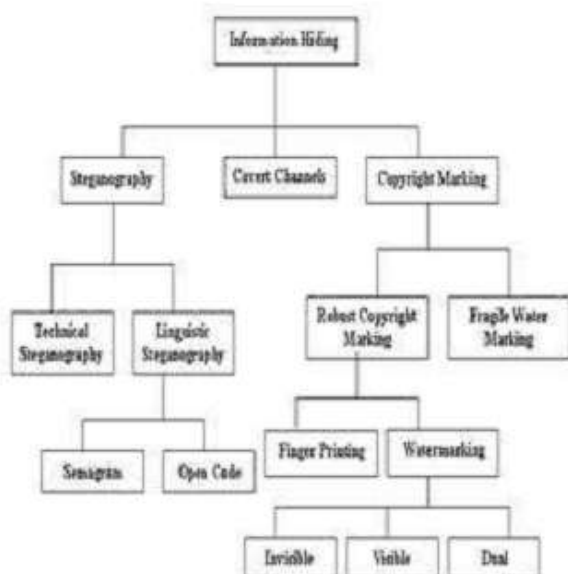 Information Hiding
Steganography
Covert Channels
Copyright Marking
Technical
Steganography
Linguistic
Steganography
Robust Copyright
Marking
Fragile Water
Marking
Semagram
Open Code
Finger Printing
Watermarking
Invisible
Visible
Dual